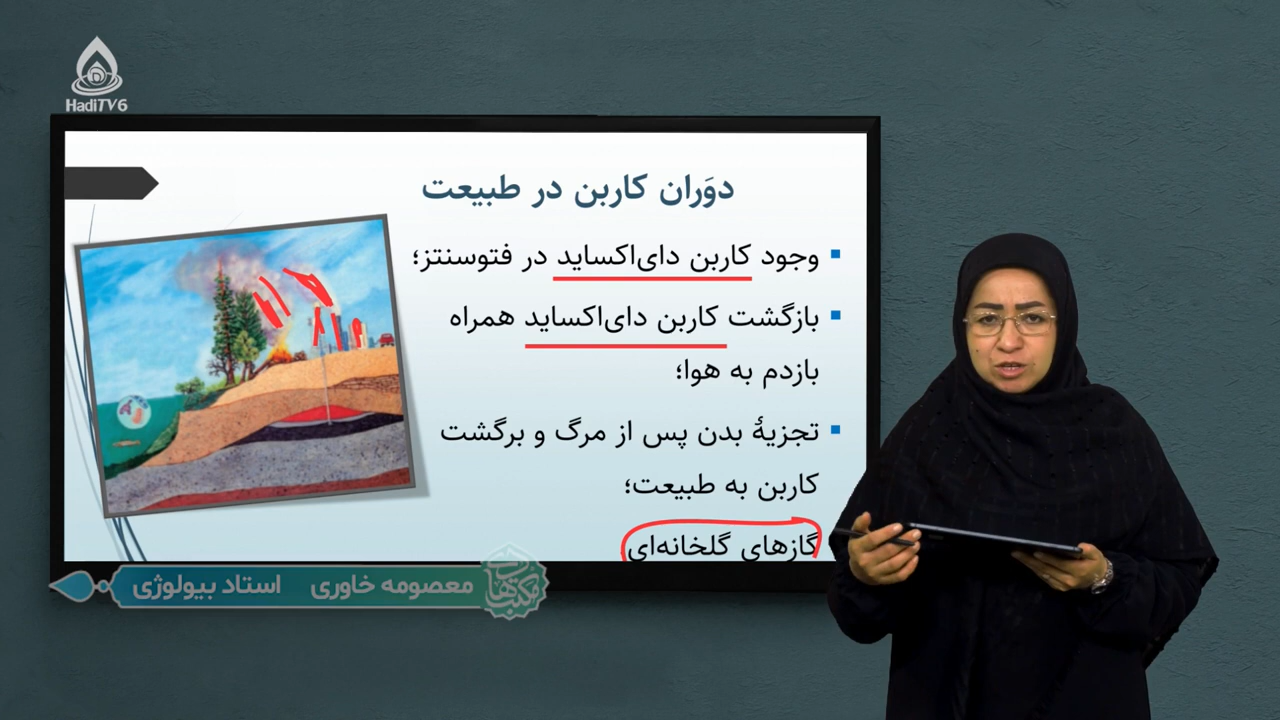 HadiTV6
دوَران کاربن در طبیعت
وجود کاربن دای‌اکساید در فتوسنتز؛
بازگشت کاربن دای‌اکساید همراه
بازدم به هوا؛
تجزیهٔ بدن پس از مرگ و برگشت
کاربن به طبیعت؛
گازهای گلخانه‌ای
معصومه خاوری استاد بیولوژی